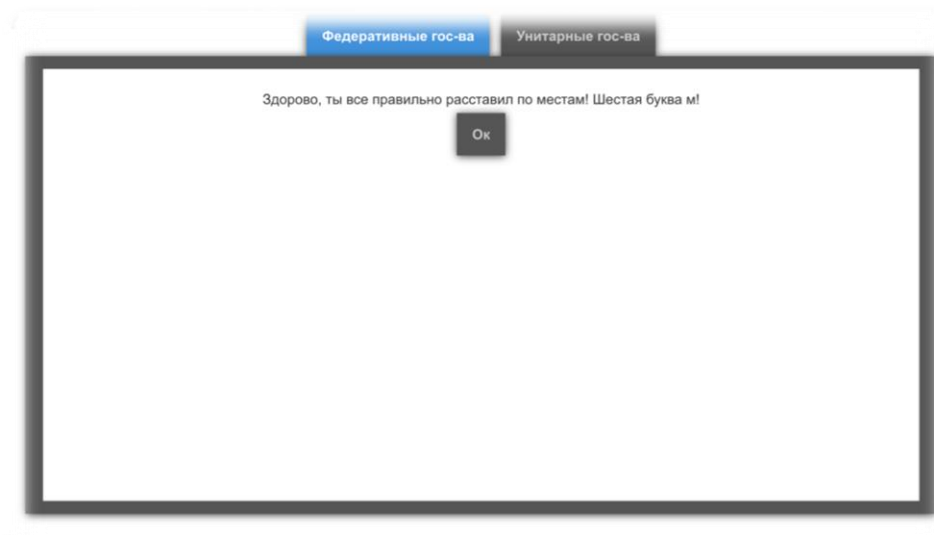 Федеративные гос-ва Унитарные гос-ва
Здорово, ты все правильно расставил по местам! Шестая буква м!
Ок